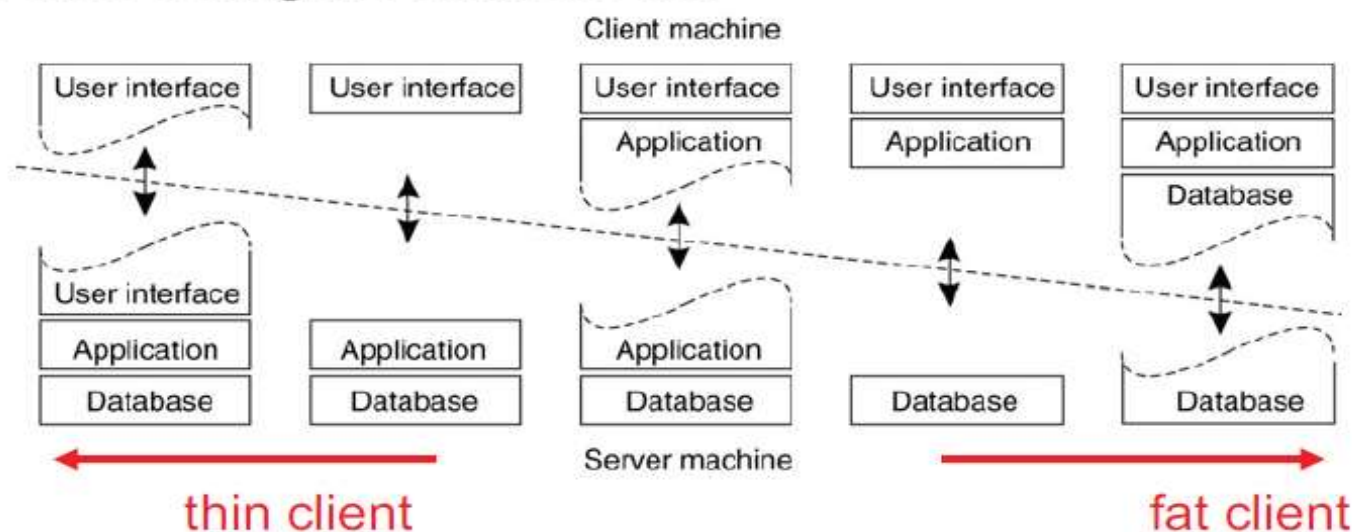 Client machine
User interface User interface User interface User interface User interface
Application Application Application
Database
User interface
Application Application Application
Database Database Database Database Database
Server machine
thin client fat client